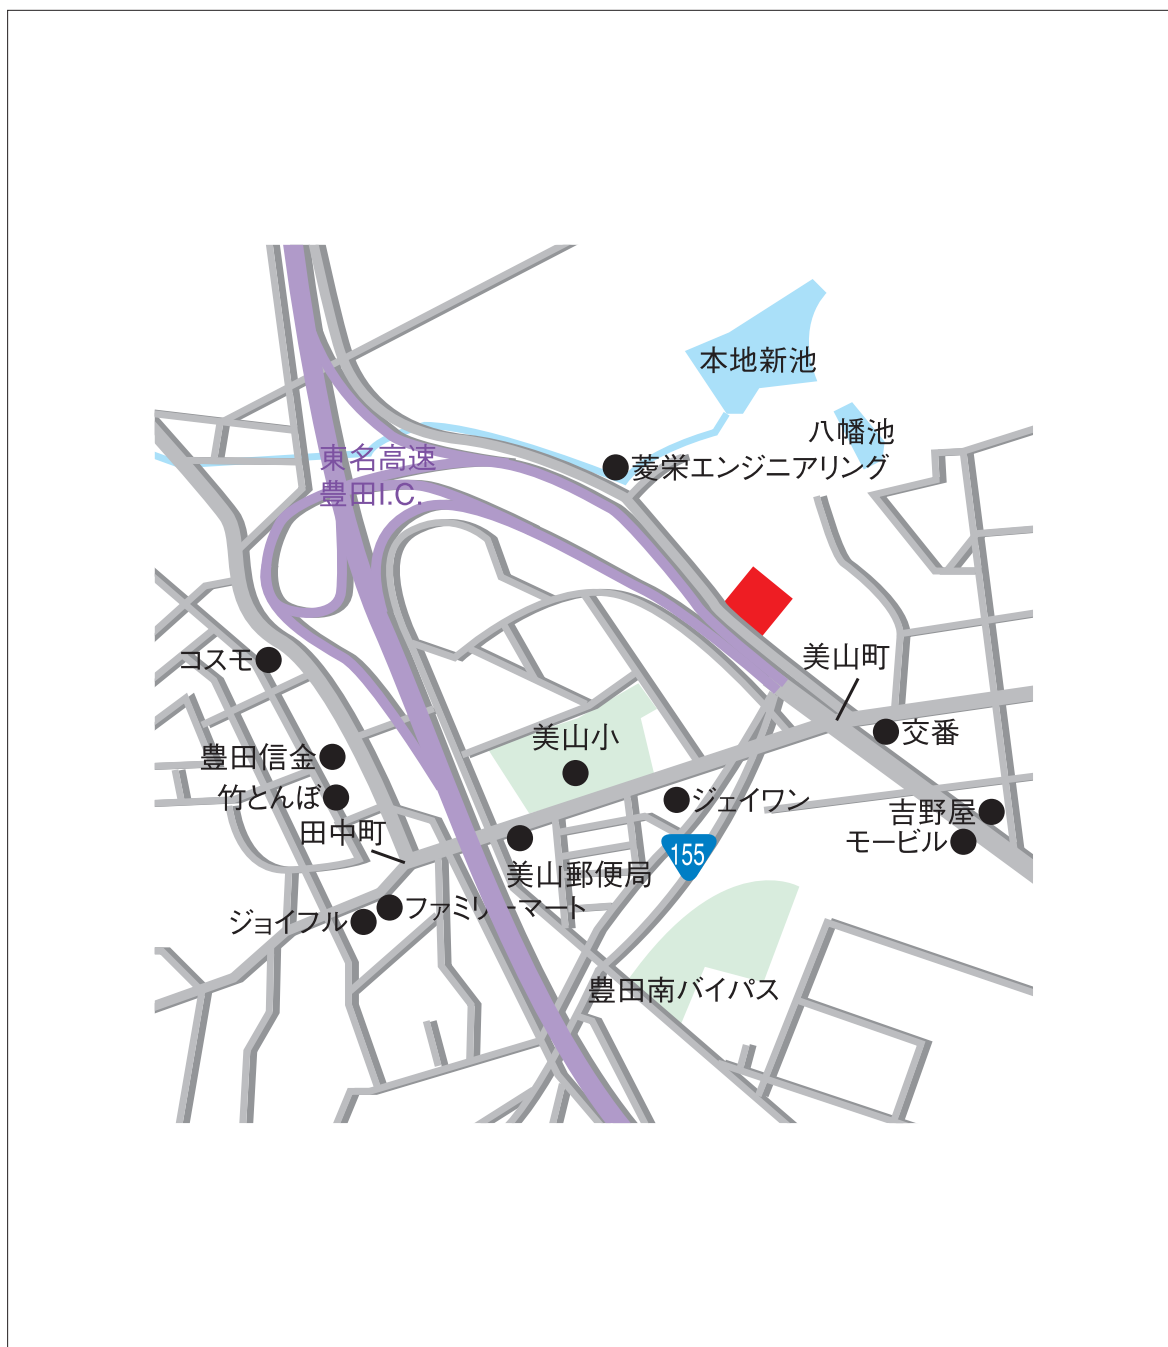 本地新池
八幡池
東名高速
豊田I.C.
菱栄エンジニアリング
美山町
コスモ
交番
美山小
豊田信金
竹とんぼ
ジェイワン
吉野屋
田中町
モービル
155
美山郵便局
ファミリーマート
ジョイフル
豊田南バイパス